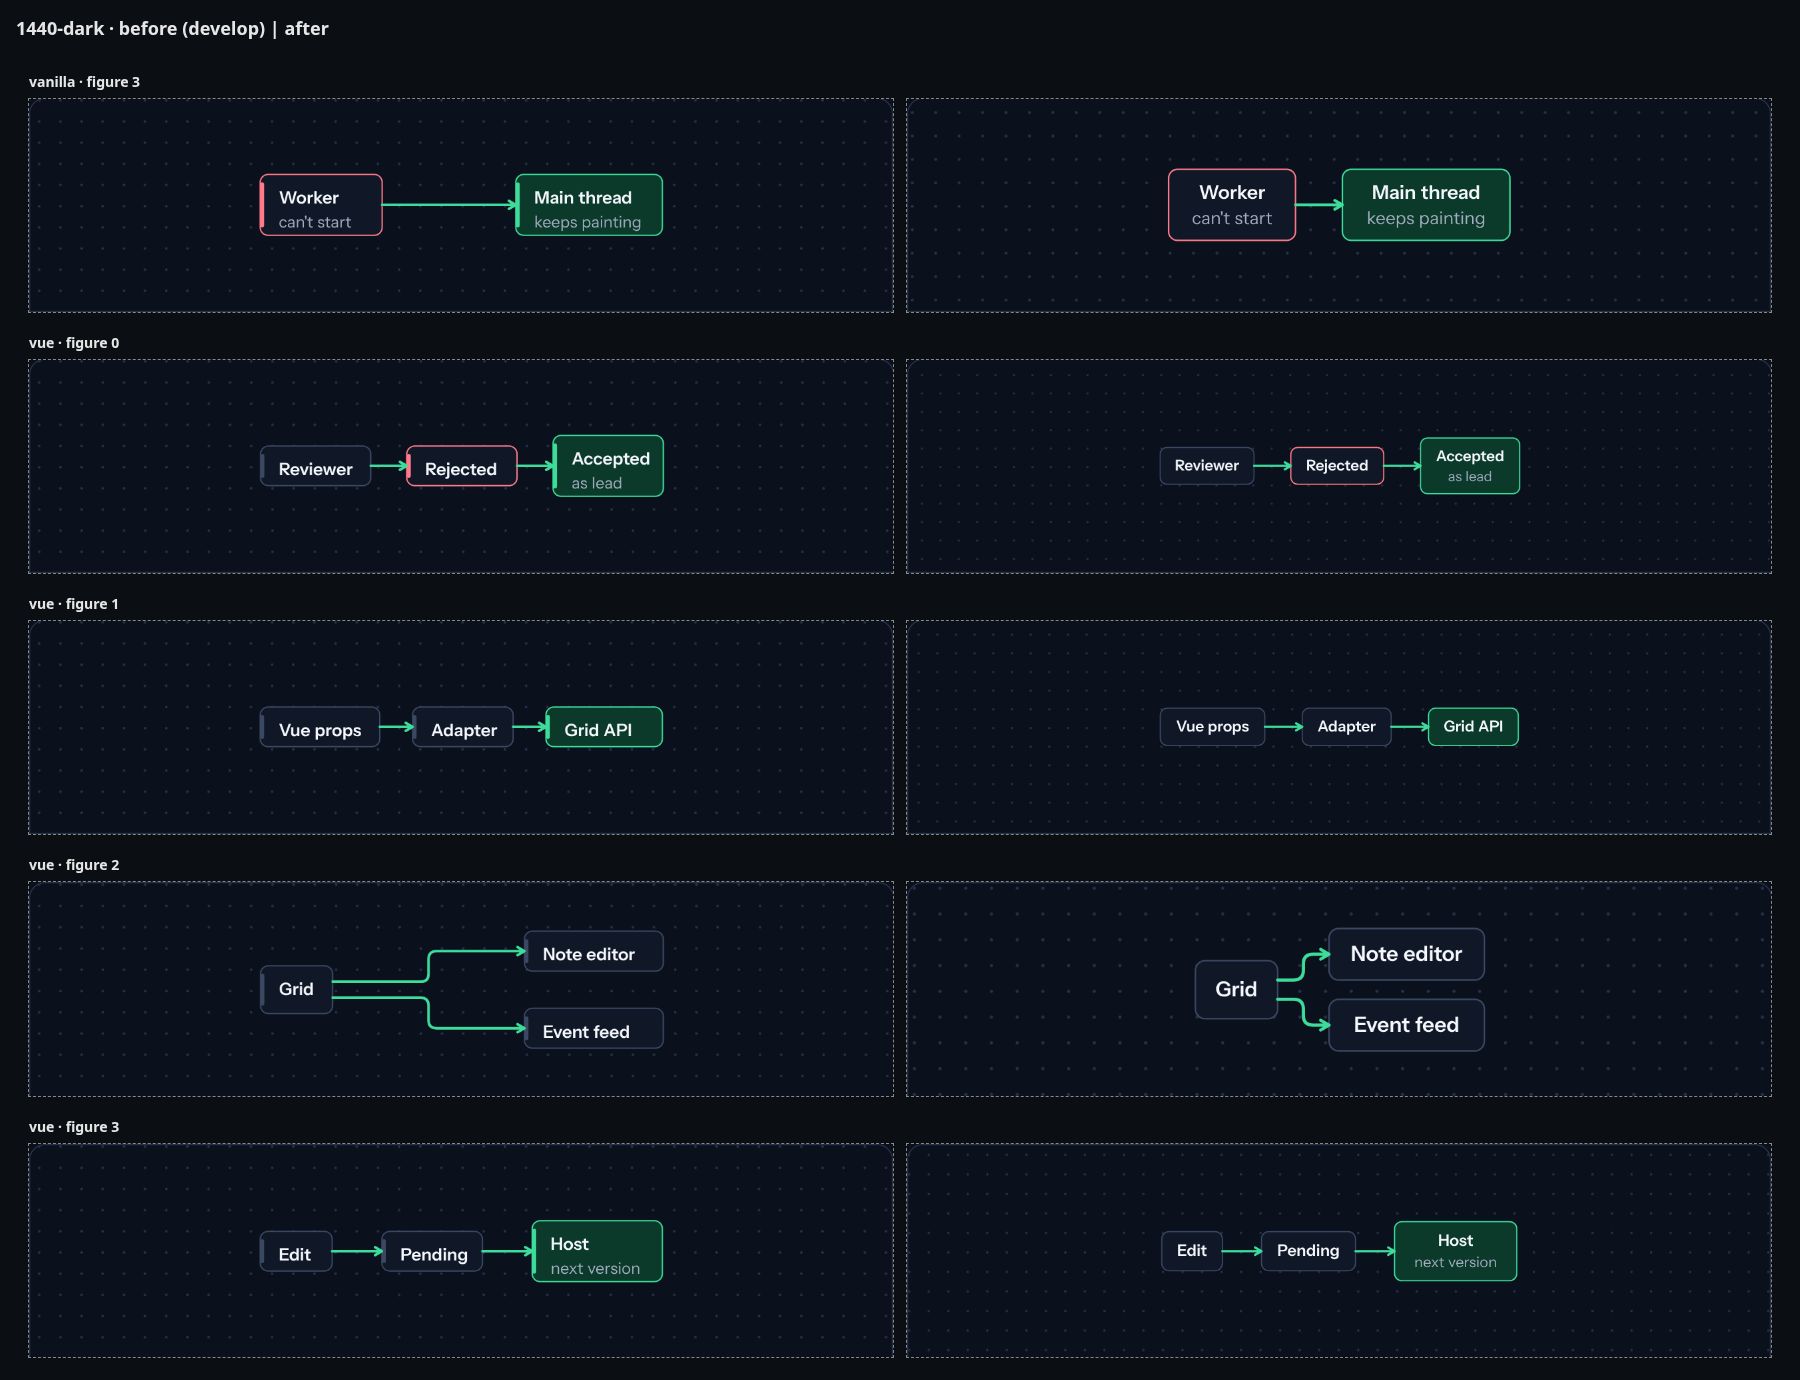 1440-dark · before (develop) | after
vanilla · figure 3
Worker
can't start
Main thread
keeps painting
Worker
can't start
Main thread
keeps painting
vue · figure 0
Reviewer
Rejected
Accepted
as lead
Reviewer
Rejected
Accepted
as lead
vue · figure 1
Vue props
Adapter
Grid API
Vue props
Adapter
Grid API
vue · figure 2
Grid
Note editor
Event feed
Grid
Note editor
Event feed
vue · figure 3
Edit
Pending
Host
next version
Edit
Pending
Host
next version